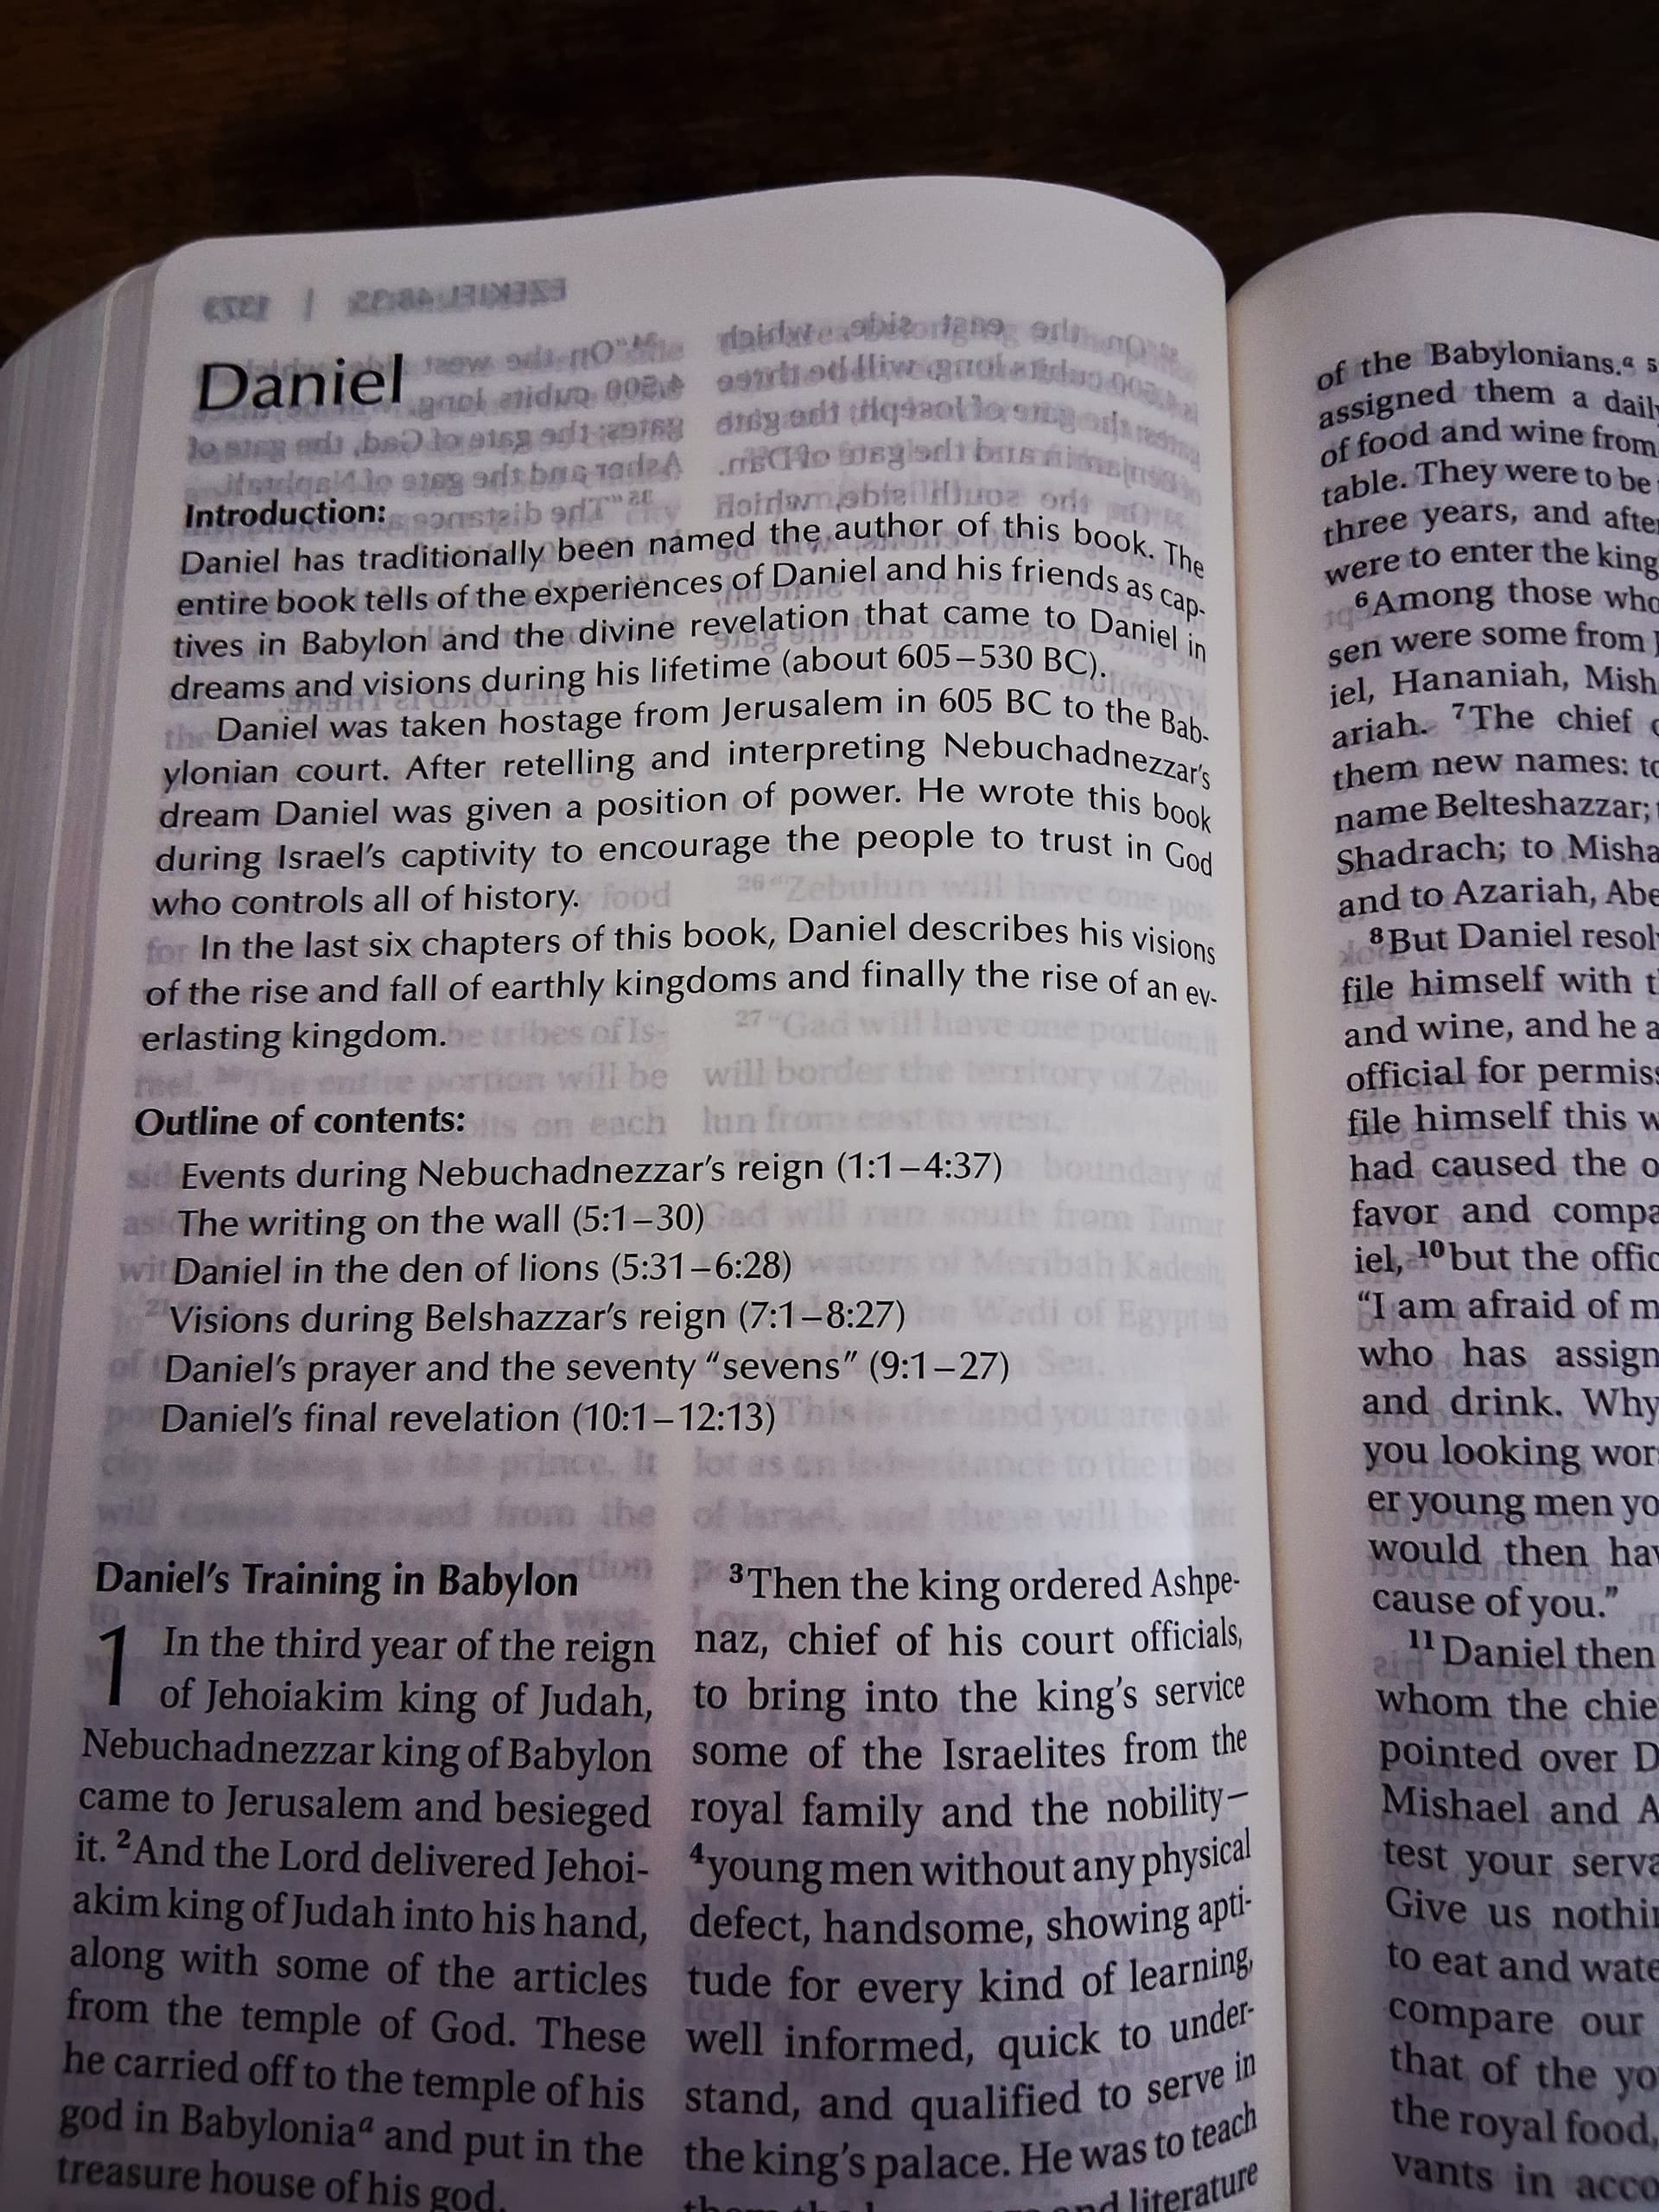 Daniel
Introduction:
Daniel has traditionally been named the author of this book. The
entire book tells of the experiences of Daniel and his friends as cap-
tives in Babylon and the divine revelation that came to Daniel in
dreams and visions during his lifetime (about 605–530 BC).
Daniel was taken hostage from Jerusalem in 605 BC to the Bab-
ylonian court. After retelling and interpreting Nebuchadnezzar's
dream Daniel was given a position of power. He wrote this book
during Israel's captivity to encourage the people to trust in God
who controls all of history.
In the last six chapters of this book, Daniel describes his visions
of the rise and fall of earthly kingdoms and finally the rise of an ev-
erlasting kingdom.
Outline of contents:
Events during Nebuchadnezzar's reign (1:1–4:37)
The writing on the wall (5:1–30)
Daniel in the den of lions (5:31–6:28)
Visions during Belshazzar's reign (7:1–8:27)
Daniel's prayer and the seventy "sevens" (9:1–27)
Daniel's final revelation (10:1–12:13)
Daniel's Training in Babylon
1 In the third year of the reign
of Jehoiakim king of Judah,
Nebuchadnezzar king of Babylon
came to Jerusalem and besieged
it. 2And the Lord delivered Jehoi-
akim king of Judah into his hand,
along with some of the articles
from the temple of God. These
he carried off to the temple of his
god in Babyloniaa and put in the
treasure house of his god.
3Then the king ordered Ashpe-
naz, chief of his court officials,
to bring into the king's service
some of the Israelites from the
royal family and the nobility—
4young men without any physical
defect, handsome, showing apti-
tude for every kind of learning,
well informed, quick to under-
stand, and qualified to serve in
the king's palace. He was to teach
and literature
of the Babylonians.a 5
assigned them a daily
of food and wine from
table. They were to be
three years, and after
were to enter the king
6Among those who
sen were some from
iel, Hananiah, Mish
ariah. 7The chief
them new names: to
name Belteshazzar;
Shadrach; to Misha
and to Azariah, Abe
8But Daniel resol
file himself with t
and wine, and he a
official for permiss
file himself this w
had caused the o
favor and compa
iel, 10but the offic
"I am afraid of m
who has assign
and drink. Why
you looking wor
er young men yo
would then hav
cause of you."
11Daniel then
whom the chie
pointed over D
Mishael and A
test your serva
Give us nothin
to eat and wate
compare our
that of the yo
the royal food,
vants in acco